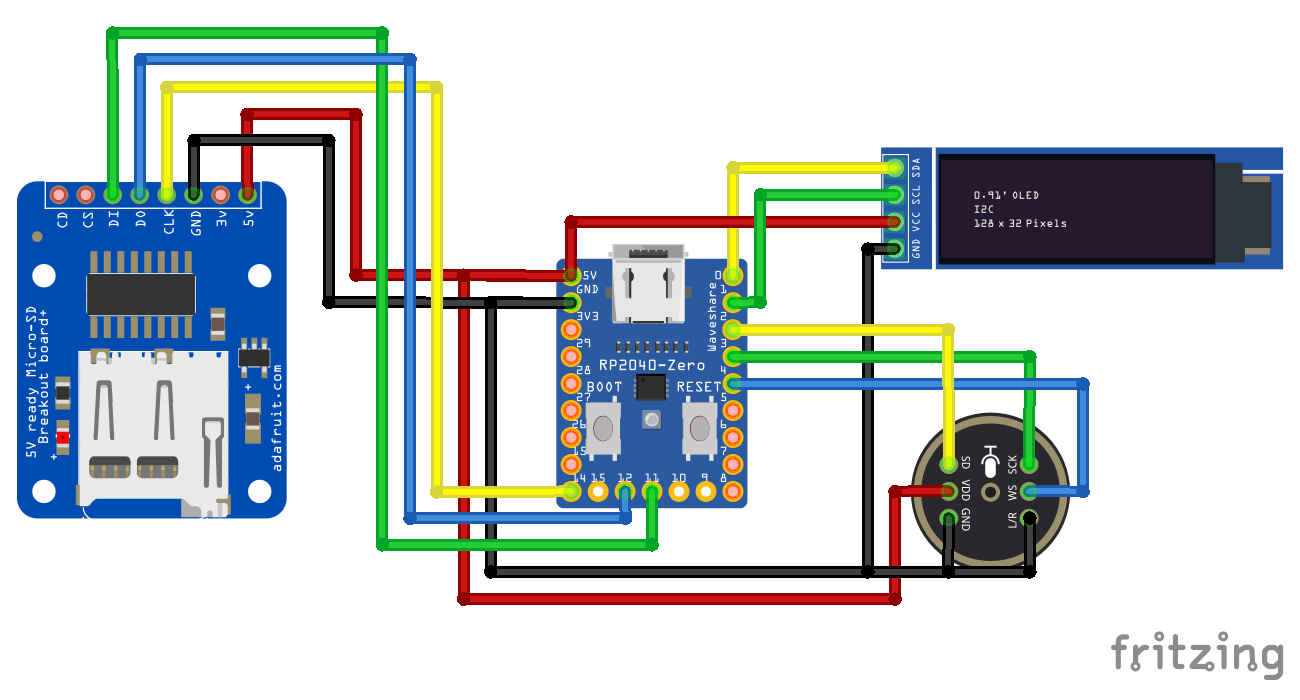 CD
CS
DI
DO
CLK
GND
3v
5v
5V ready Micro-SD
Breakout board+
+
+
adafruit.com
5V
GND
3V3
29
28
27
26
15
14
15
12
11
10
9
8
0
1
2
3
4
5
6
7
Waveshare
RP2040-Zero
BOOT
RESET
SDA
SCL
VCC
GND
0.91' OLED
I2C
128 x 32 Pixels
SD
VDD
GND
SCK
WS
L/R
fritzing